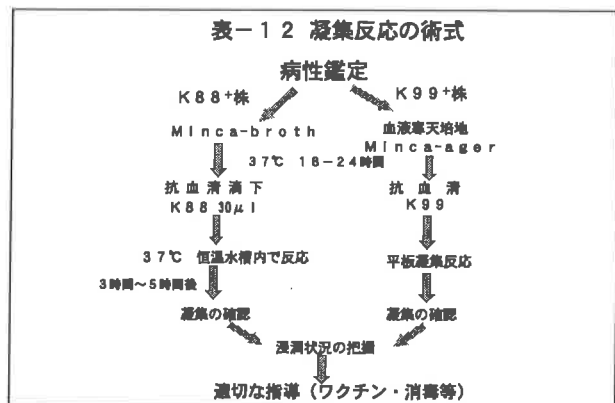 表－12 凝集反応の術式
病性鑑定
K88⁺株
K99⁺株
Minca-broth
血液寒天培地
Minca-ager
37℃ 18-24時間
抗血清滴下
K88 30μl
抗血清
K99
37℃ 恒温水槽内で反応
平板凝集反応
3時間～5時間後
凝集の確認
凝集の確認
浸潤状況の把握
適切な指導（ワクチン・消毒等）